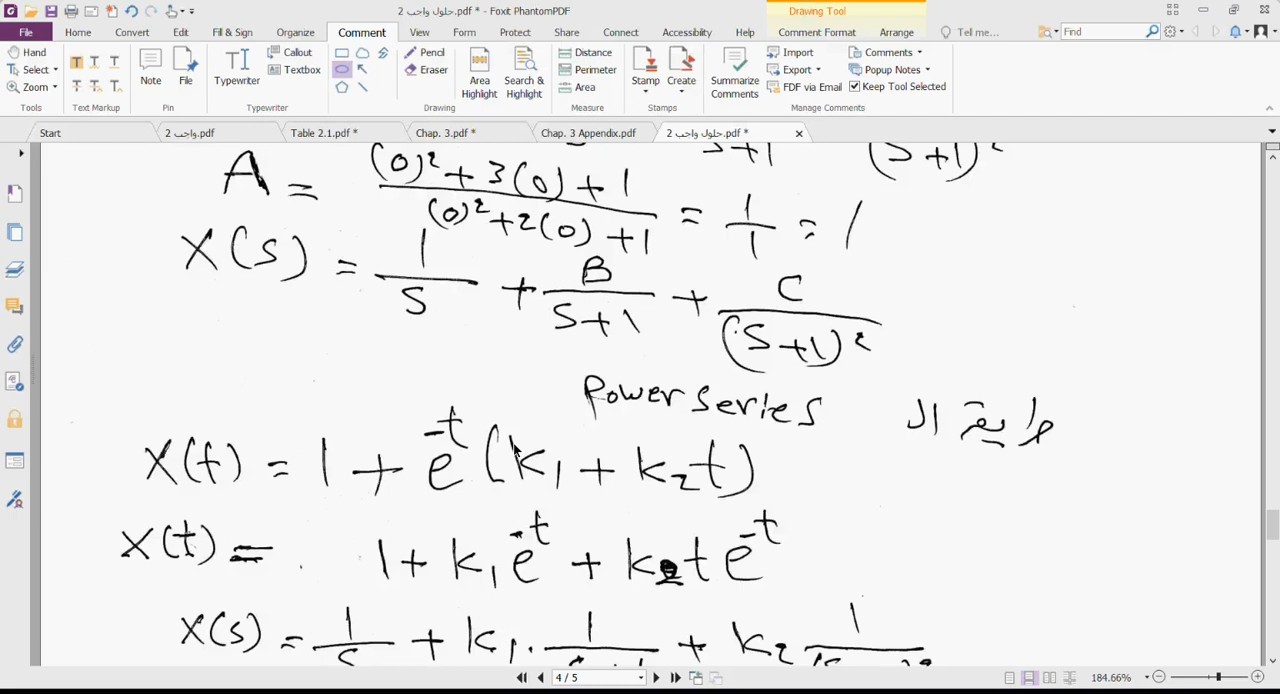 حلول واجب 2.pdf * - Foxit PhantomPDF
Drawing Tool
File Home Convert Edit Fill & Sign Organize Comment View Form Protect Share Connect Accessibility Help Comment Format Arrange Tell me... Find
Hand Select Zoom Tools
Text Markup
Note File Pin
Typewriter Callout Textbox Typewriter
Pencil Eraser Area Highlight Search & Highlight Drawing
Distance Perimeter Area Measure
Stamp Create Stamps
Summarize Comments Import Export FDF via Email Comments Popup Notes Keep Tool Selected Manage Comments
Start واجب 2.pdf Table 2.1.pdf * Chap. 3.pdf * Chap. 3 Appendix.pdf حلول واجب 2.pdf *
S+1 (S+1)²
A = ((0)² + 3(0) + 1) / ((0)² + 2(0) + 1) = 1/1 = 1
X(S) = 1/S + B/(S+1) + C/(S+1)²
طريقة ال Power series
X(t) = 1 + e^-t (k₁ + k₂t)
X(t) = 1 + k₁e^-t + k₂te^-t
X(s) = 1/S + k₁. 1 + k₂ 1
4 / 5 184.66%